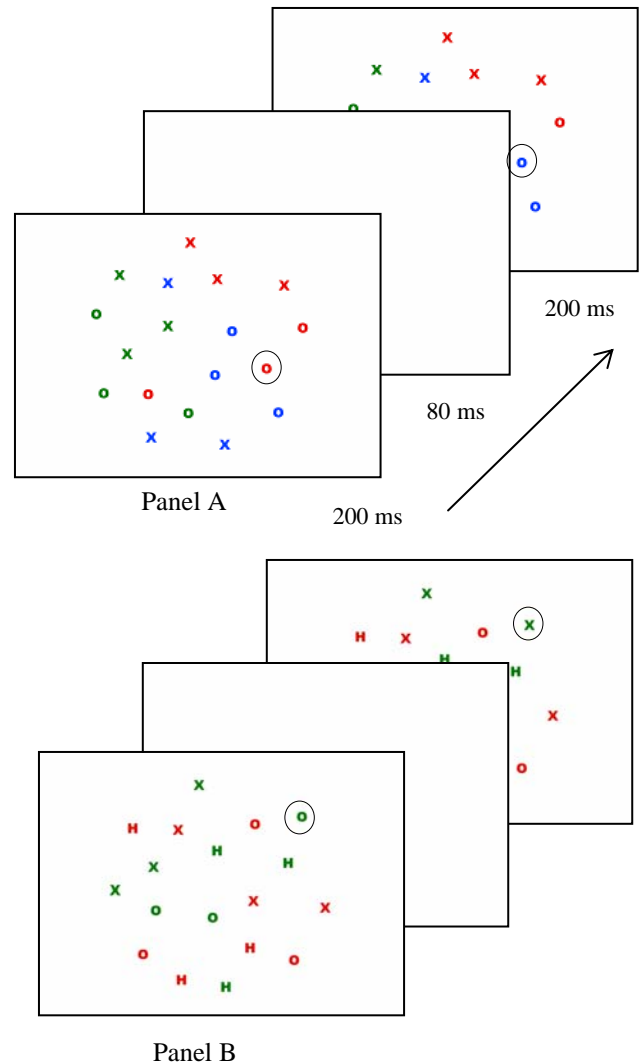 X
X X X X
O O
O
O
200 ms
X
X X X X
O X O O
X O O
O O O O
X X
80 ms
Panel A
200 ms
X
X
H X O
H H
X
O
X
O
H X O
H H
X
X X X
O O
O H O
H H
Panel B